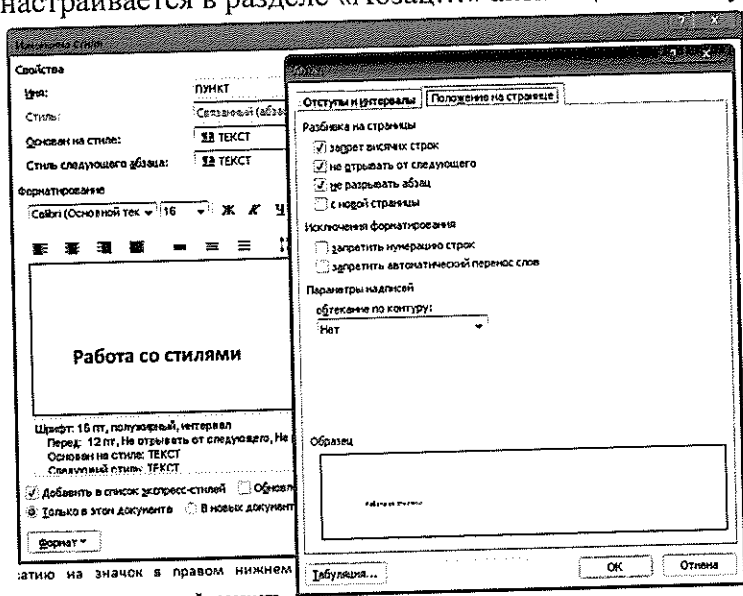 настраивается в разделе «Абзац...»
Изменение стиля
Свойства
Имя: ПУНКТ
Стиль: Связанный (абза
Основан на стиле: ¶a ТЕКСТ
Стиль следующего абзаца: ¶a ТЕКСТ
Форматирование
Calibri (Основной тек 16 Ж К Ч
Работа со стилями
Шрифт: 16 пт, полужирный, интервал
Перед: 12 пт, Не отрывать от следующего, Не
Основан на стиле: ТЕКСТ
Следующий стиль: ТЕКСТ
Добавить в список экспресс-стилей Обновл
Только в этом документе В новых документ
Формат
Абзац
Отступы и интервалы Положение на странице
Разбивка на страницы
запрет висячих строк
не отрывать от следующего
не разрывать абзац
с новой страницы
Исключения форматирования
запретить нумерацию строк
запретить автоматический перенос слов
Параметры надписей
обтекание по контуру:
Нет
Образец
Табуляция... ОК Отмена
атию на значок в правом нижнем